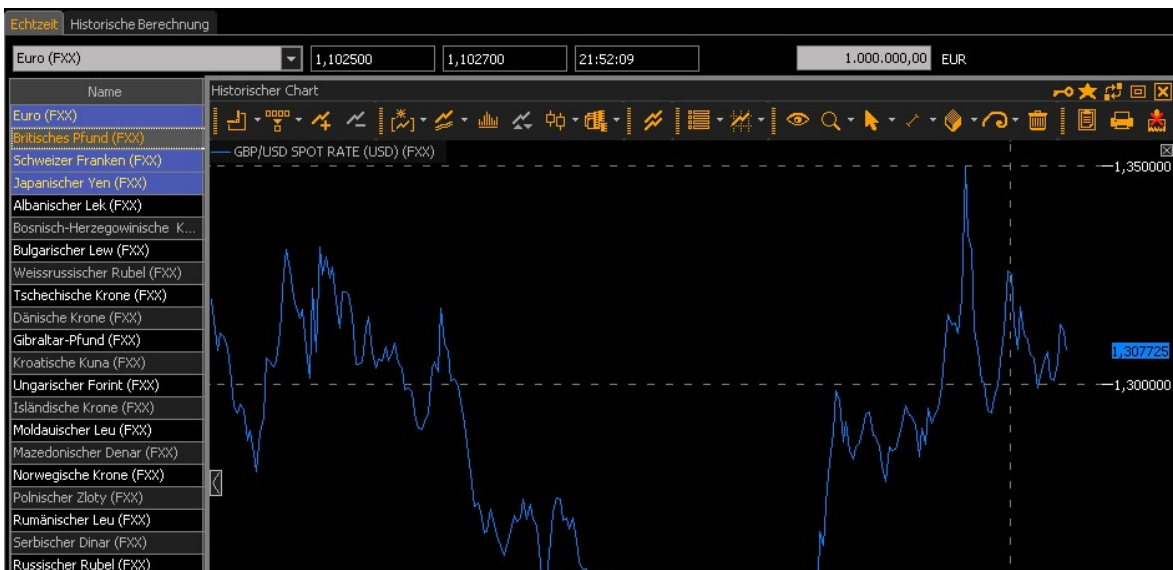 Echtzeit Historische Berechnung
Euro (FXX) 1,102500 1,102700 21:52:09 1.000.000,00 EUR
Name
Historischer Chart
Euro (FXX)
Britisches Pfund (FXX)
Schweizer Franken (FXX)
Japanischer Yen (FXX)
Albanischer Lek (FXX)
Bosnisch-Herzegowinische K...
Bulgarischer Lew (FXX)
Weissrussischer Rubel (FXX)
Tschechische Krone (FXX)
Dänische Krone (FXX)
Gibraltar-Pfund (FXX)
Kroatische Kuna (FXX)
Ungarischer Forint (FXX)
Isländische Krone (FXX)
Moldauischer Leu (FXX)
Mazedonischer Denar (FXX)
Norwegische Krone (FXX)
Polnischer Zloty (FXX)
Rumänischer Leu (FXX)
Serbischer Dinar (FXX)
Russischer Rubel (FXX)
GBP/USD SPOT RATE (USD) (FXX)
1,350000
1,307725
1,300000